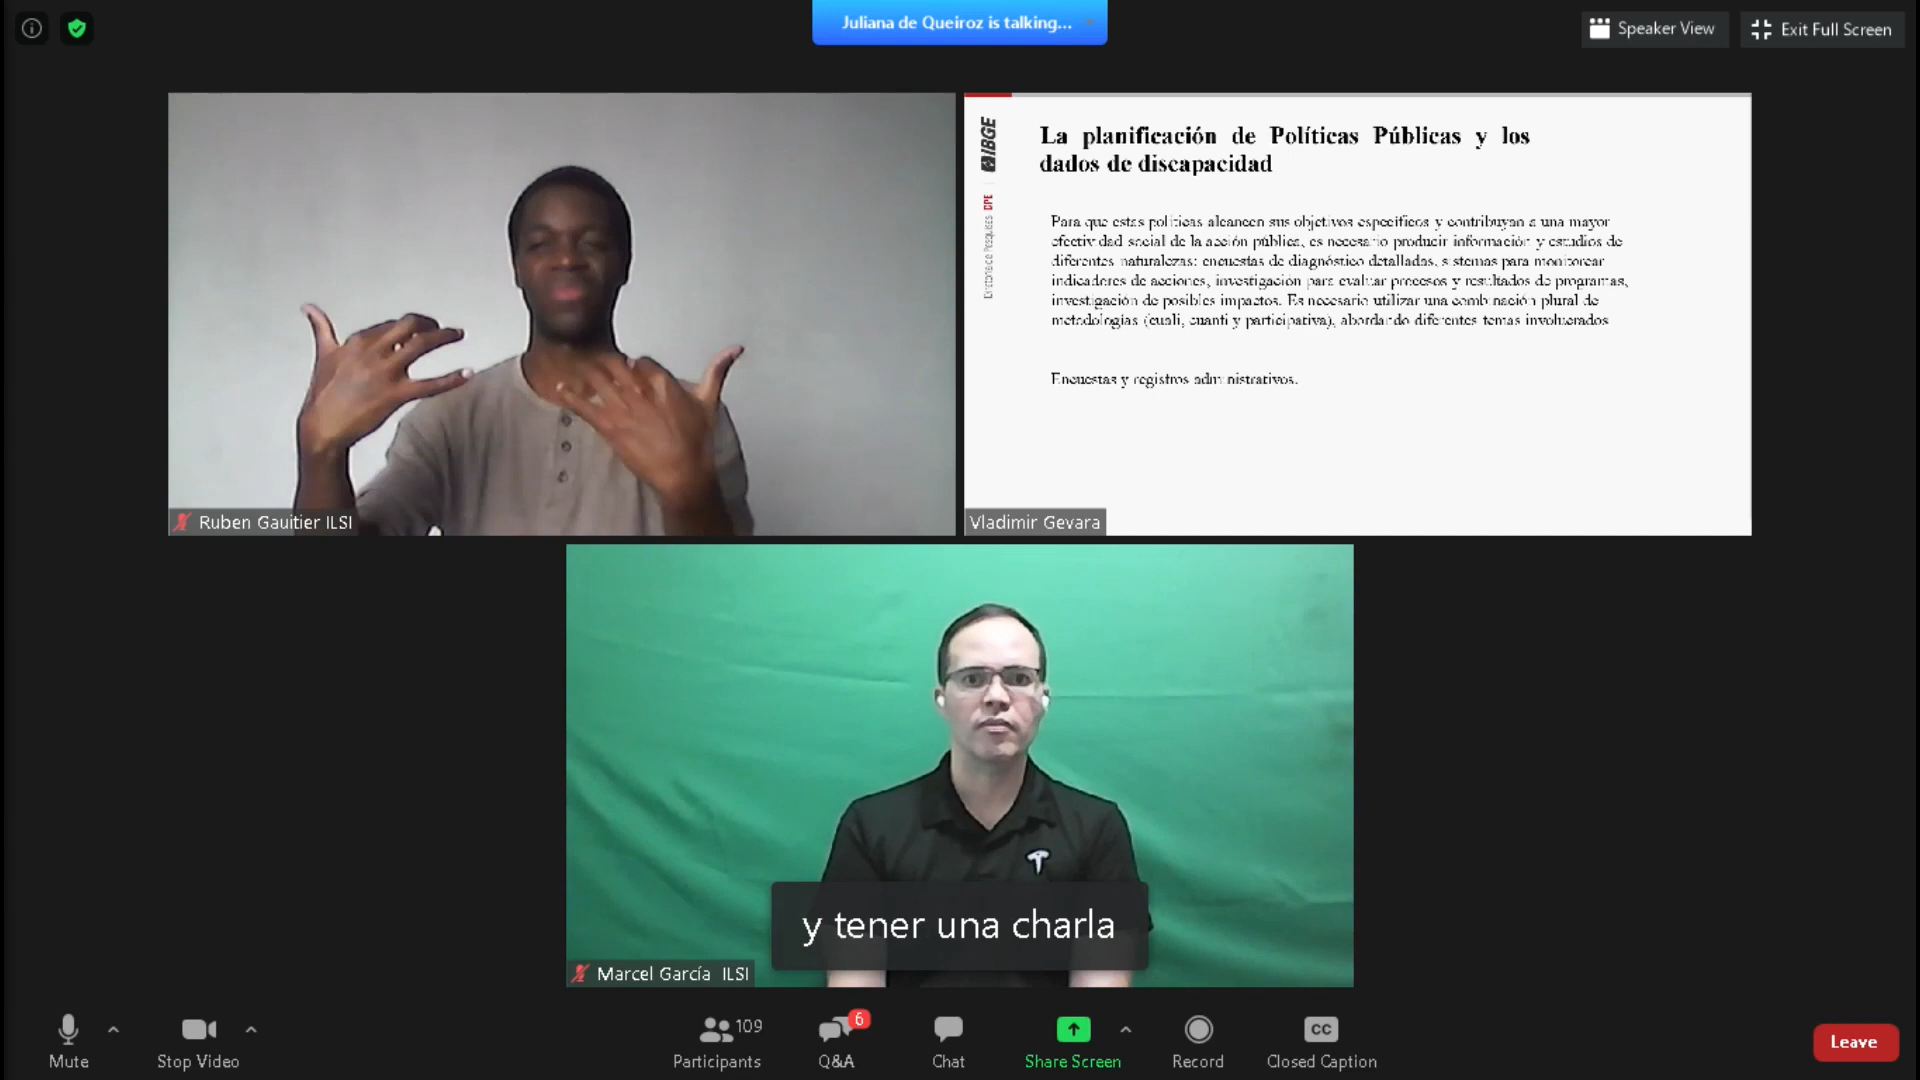 Juliana de Queiroz is talking...
Speaker View
Exit Full Screen
IBGE
Diretoria de Pesquisas DPE
La planificación de Políticas Públicas y los
dados de discapacidad
Para que estas políticas alcancen sus objetivos específicos y contribuyan a una mayor
efectividad social de la acción pública, es necesario producir información y estudios de
diferentes naturalezas: encuestas de diagnóstico detalladas, sistemas para monitorear
indicadores de acciones, investigación para evaluar procesos y resultados de programas,
investigación de posibles impactos. Es necesario utilizar una combinación plural de
metodologías (cuali, cuanti y participativa), abordando diferentes temas involucrados
Encuestas y registros administrativos.
Ruben Gauitier ILSI
Vladimir Gevara
y tener una charla
Marcel García ILSI
Mute
Stop Video
109
Participants
6
Q&A
Chat
Share Screen
Record
CC
Closed Caption
Leave